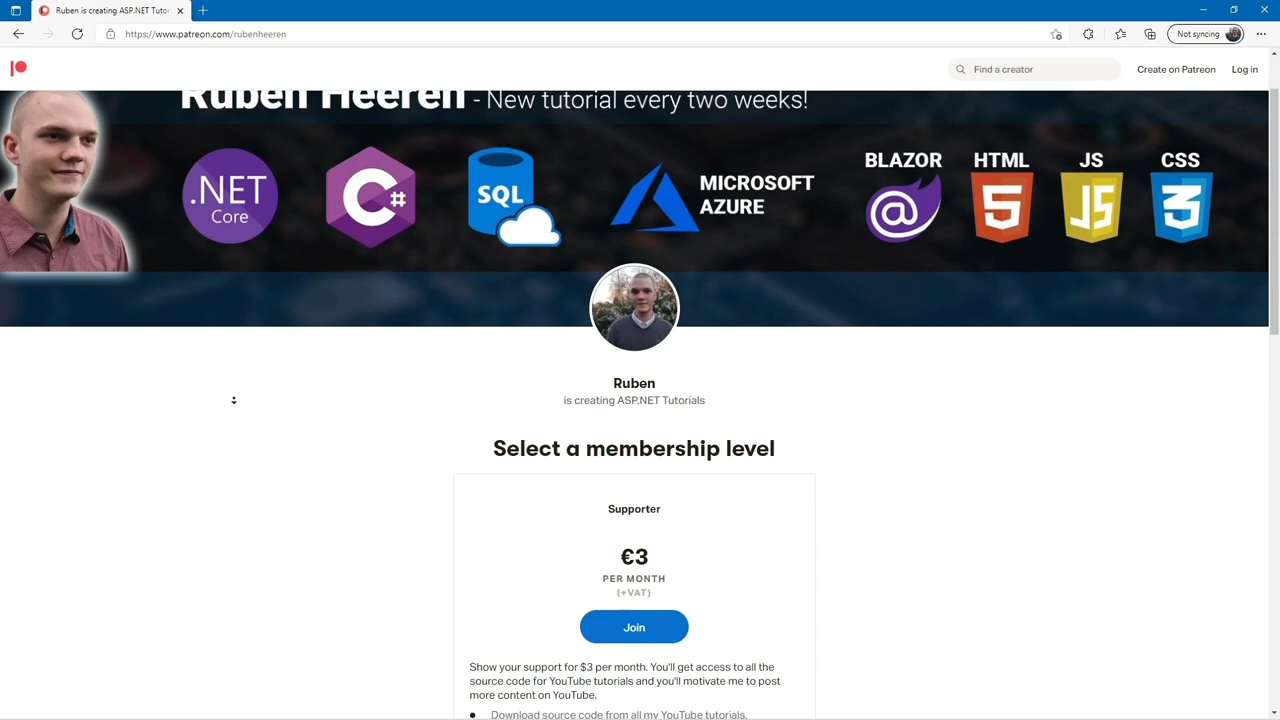 Ruben is creating ASP.NET Tutor
Not syncing
https://www.patreon.com/rubenheeren
Find a creator
Create on Patreon
Log in
Ruben Heeren - New tutorial every two weeks!
.NET
Core
C#
SQL
MICROSOFT
AZURE
BLAZOR
@
HTML
5
JS
JS
CSS
3
Ruben
is creating ASP.NET Tutorials
Select a membership level
Supporter
€3
PER MONTH
(+VAT)
Join
Show your support for $3 per month. You'll get access to all the
source code for YouTube tutorials and you'll motivate me to post
more content on YouTube.
Download source code from all my YouTube tutorials.